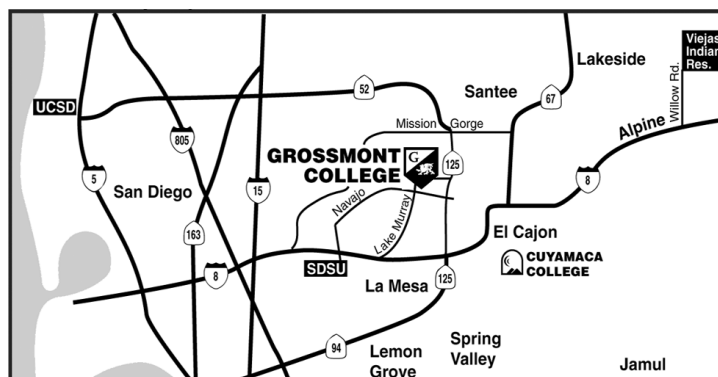 Viejas
Indian
Res.
Lakeside
Willow Rd.
52
Santee
67
UCSD
Mission Gorge
Alpine
805
GROSSMONT
COLLEGE
G
125
5
San Diego
15
8
Navajo
Lake Murray
163
El Cajon
CUYAMACA
COLLEGE
SDSU
8
La Mesa
125
94
Spring
Valley
Lemon
Grove
Jamul